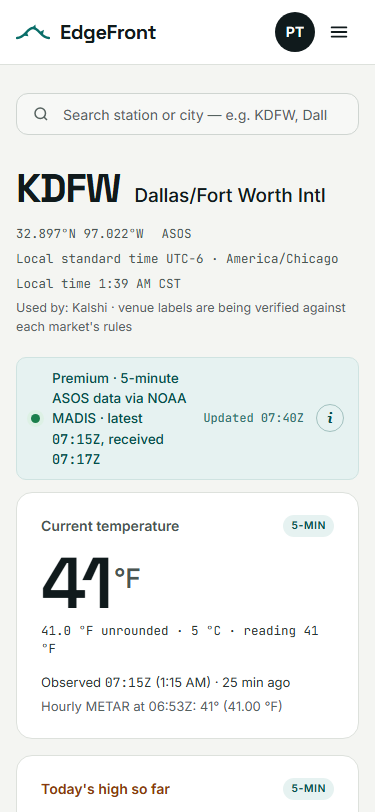 EdgeFront
PT
Search station or city — e.g. KDFW, Dall
KDFW Dallas/Fort Worth Intl
32.897°N 97.022°W ASOS
Local standard time UTC-6 · America/Chicago
Local time 1:39 AM CST
Used by: Kalshi · venue labels are being verified against
each market's rules
Premium · 5-minute
ASOS data via NOAA
MADIS · latest
07:15Z, received
07:17Z
Updated 07:40Z
i
Current temperature
5-MIN
41°F
41.0 °F unrounded · 5 °C · reading 41
°F
Observed 07:15Z (1:15 AM) · 25 min ago
Hourly METAR at 06:53Z: 41° (41.00 °F)
Today's high so far
5-MIN